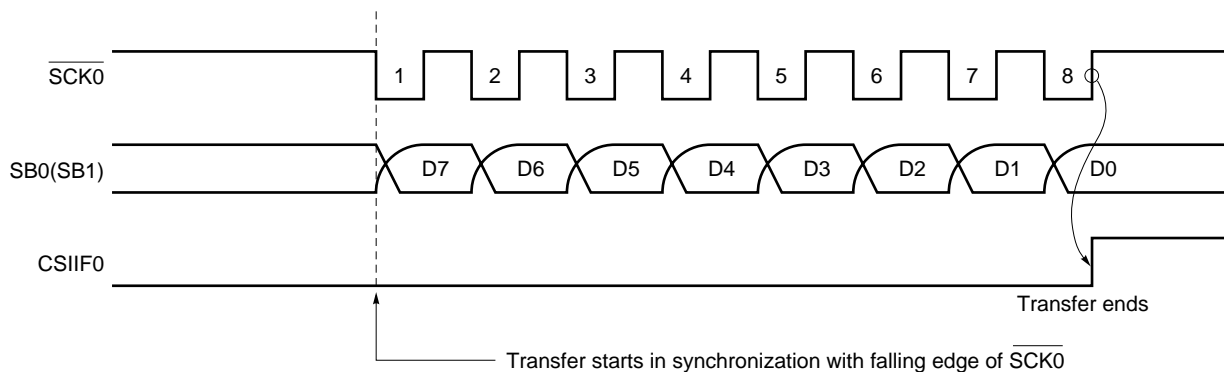 SCK0
1 2 3 4 5 6 7 8
SB0(SB1)
D7 D6 D5 D4 D3 D2 D1 D0
CSIIF0
Transfer ends
Transfer starts in synchronization with falling edge of SCK0